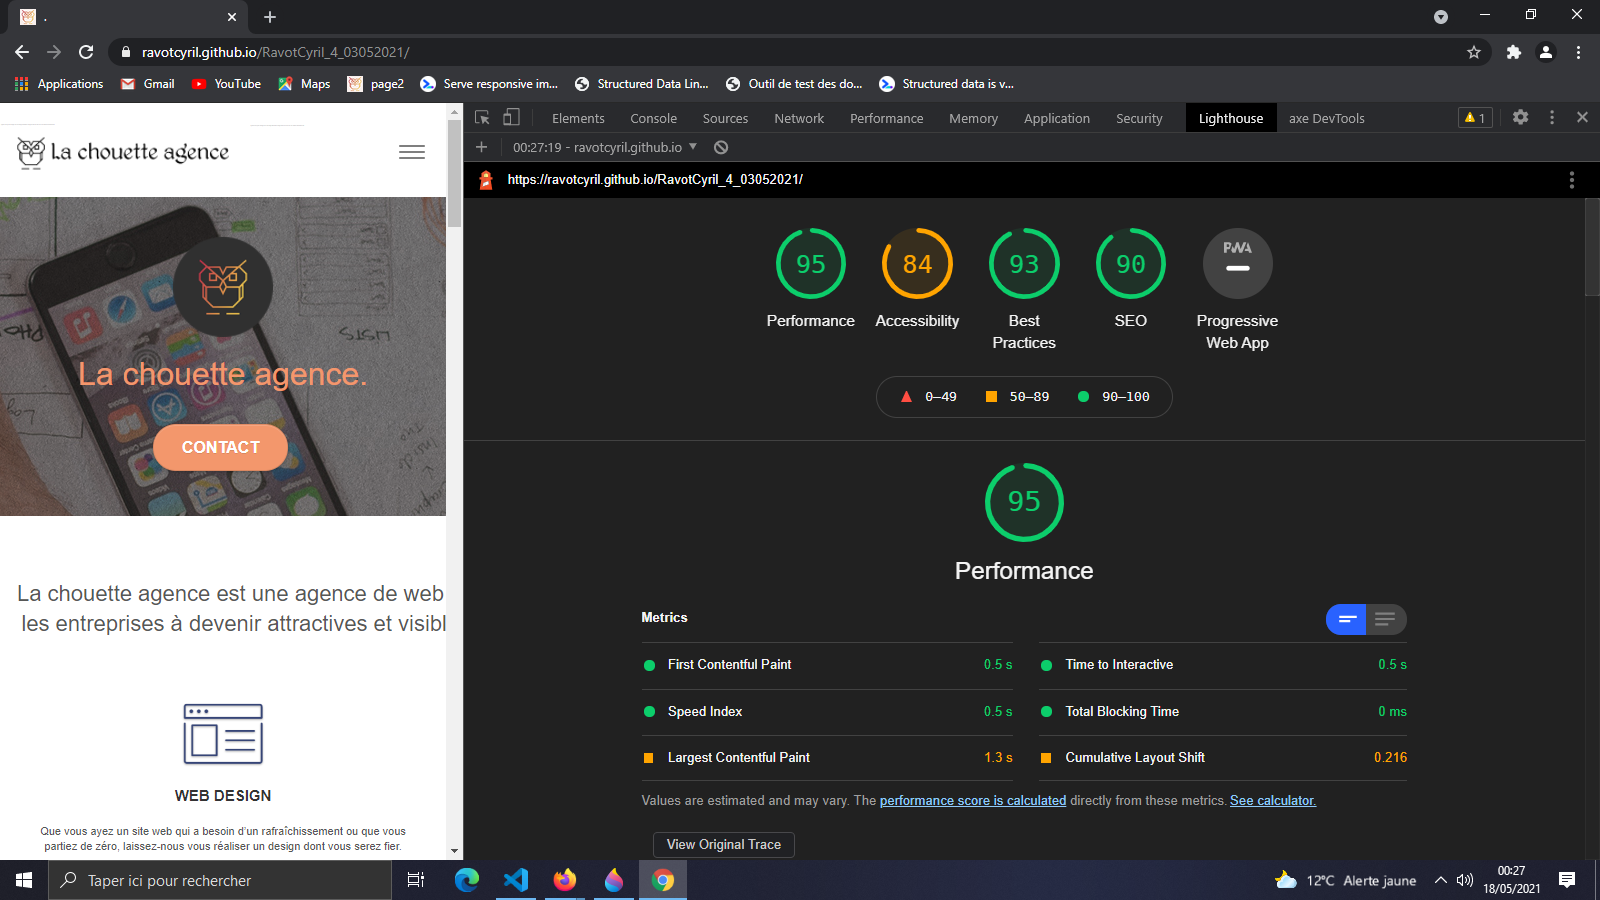 .
ravotcyril.github.io/RavotCyril_4_03052021/
Applications Gmail YouTube Maps page2 Serve responsive im... Structured Data Lin... Outil de test des do... Structured data is v...
La chouette agence
La chouette agence.
CONTACT
La chouette agence est une agence de web
les entreprises à devenir attractives et visibl
WEB DESIGN
Que vous ayez un site web qui a besoin d'un rafraîchissement ou que vous
partiez de zéro, laissez-nous vous réaliser un design dont vous serez fier.
LISTS
Elements Console Sources Network Performance Memory Application Security Lighthouse axe DevTools 1
00:27:19 - ravotcyril.github.io
https://ravotcyril.github.io/RavotCyril_4_03052021/
95 84 93 90 PWA
Performance Accessibility Best Practices SEO Progressive Web App
0–49 50–89 90–100
95
Performance
Metrics
First Contentful Paint 0.5 s Time to Interactive 0.5 s
Speed Index 0.5 s Total Blocking Time 0 ms
Largest Contentful Paint 1.3 s Cumulative Layout Shift 0.216
Values are estimated and may vary. The performance score is calculated directly from these metrics. See calculator.
View Original Trace
Taper ici pour rechercher
12°C Alerte jaune
00:27
18/05/2021